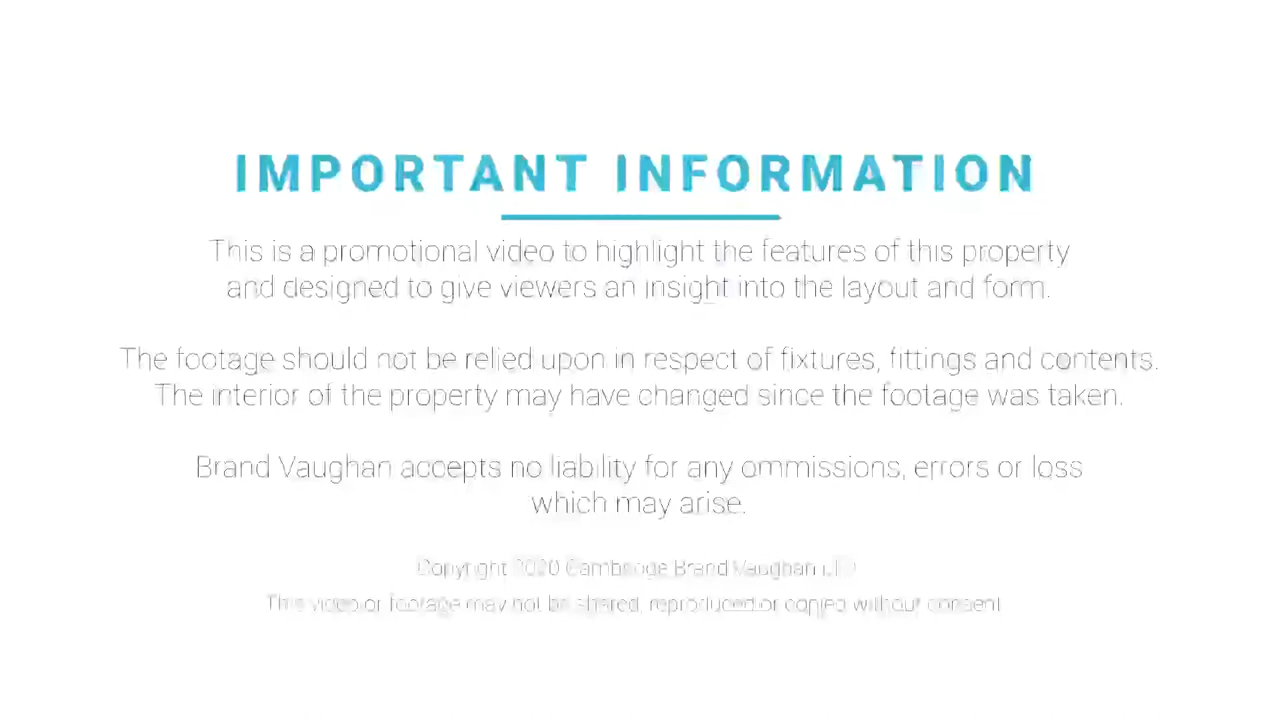 IMPORTANT INFORMATION
This is a promotional video to highlight the features of this property
and designed to give viewers an insight into the layout and form.
The footage should not be relied upon in respect of fixtures, fittings and contents.
The interior of the property may have changed since the footage was taken.
Brand Vaughan accepts no liability for any ommissions, errors or loss
which may arise.
Copyright 2020 Cambridge Brand Vaughan LTD
This video or footage may not be shared, reproduced or copied without consent